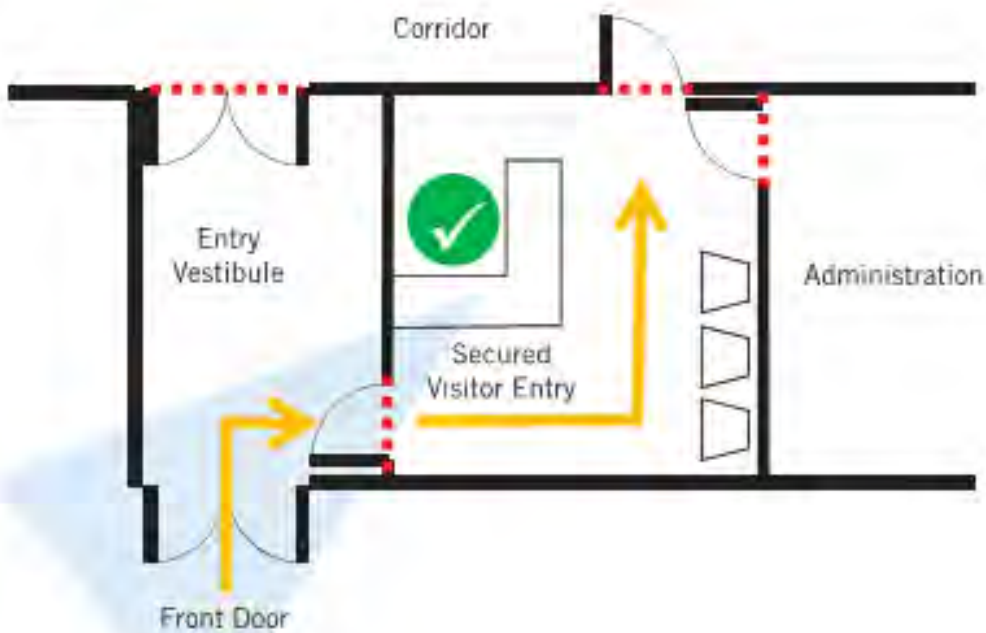 Corridor
Entry
Vestibule
Administration
Secured
Visitor Entry
Front Door